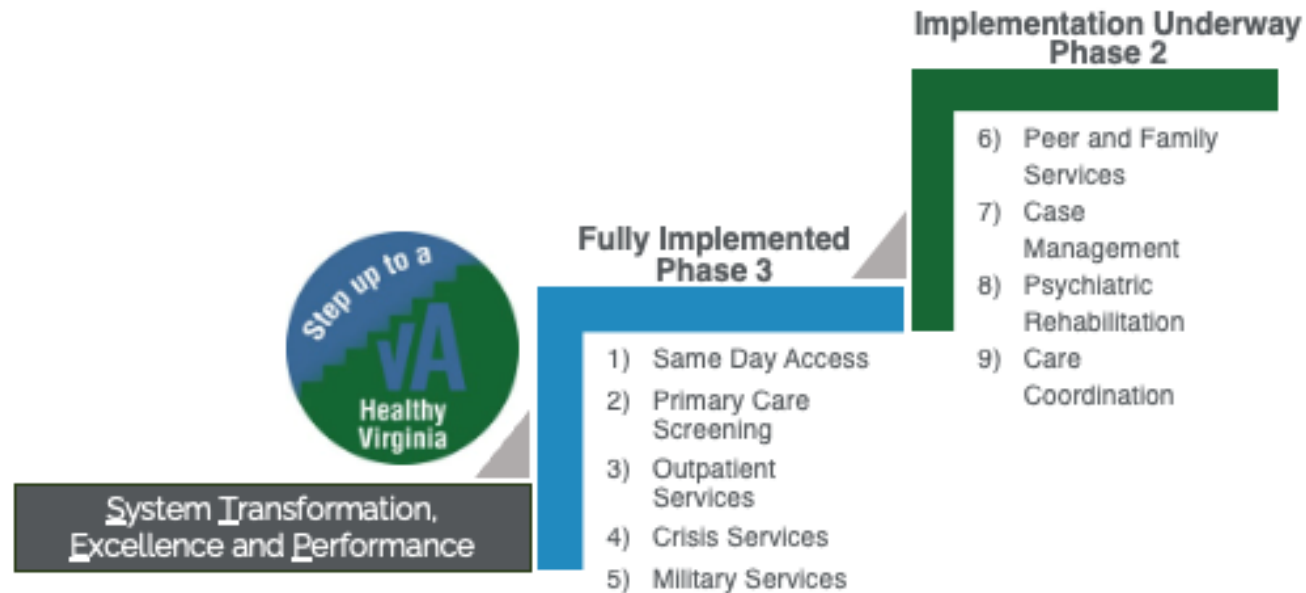 Implementation Underway
Phase 2
6) Peer and Family
Services
7) Case
Management
8) Psychiatric
Rehabilitation
9) Care
Coordination
Fully Implemented
Phase 3
1) Same Day Access
2) Primary Care
Screening
3) Outpatient
Services
4) Crisis Services
5) Military Services
Step up to a
VA
Healthy
Virginia
System Transformation,
Excellence and Performance